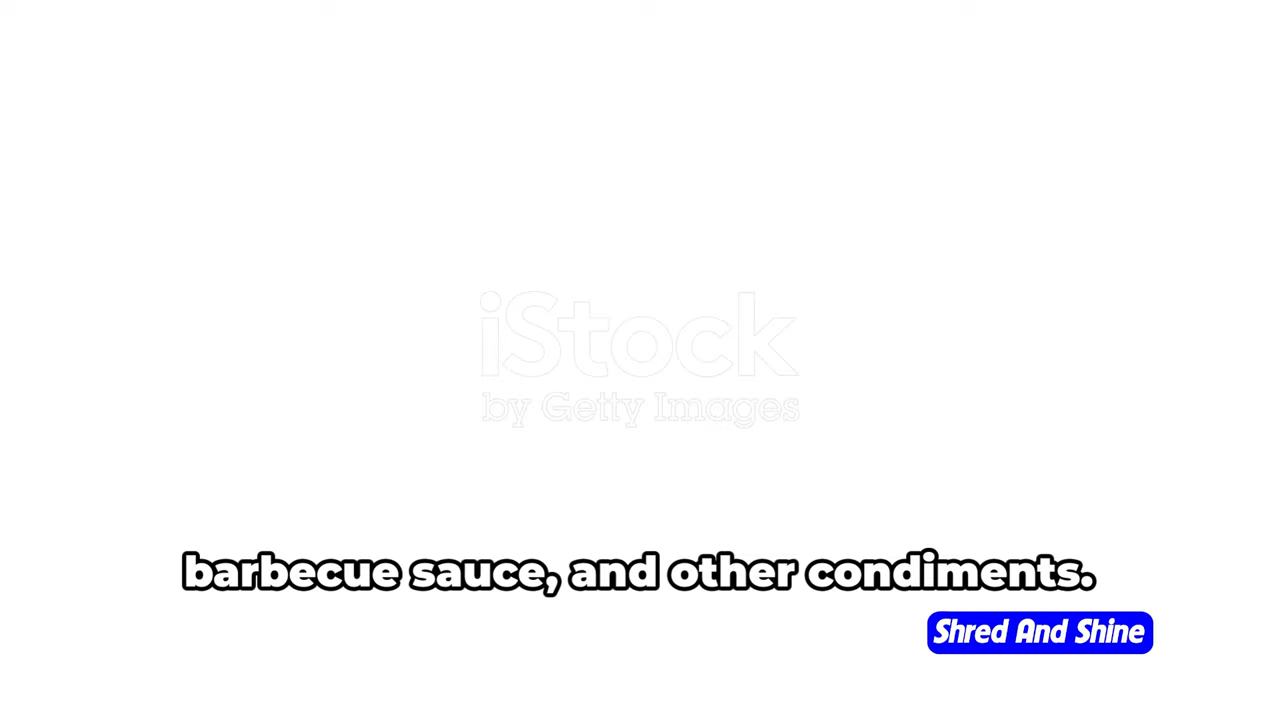 iStock
by Getty Images
barbecue sauce, and other condiments.
Shred And Shine